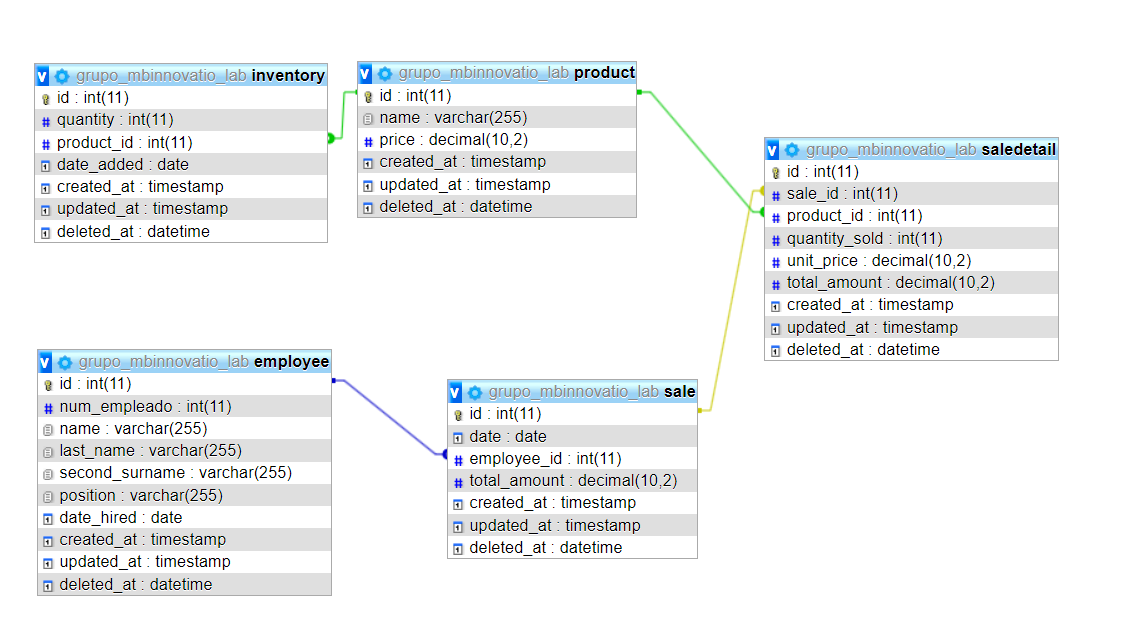 v grupo_mbinnovatio_lab inventory
id : int(11)
# quantity : int(11)
# product_id : int(11)
date_added : date
created_at : timestamp
updated_at : timestamp
deleted_at : datetime
v grupo_mbinnovatio_lab product
id : int(11)
name : varchar(255)
# price : decimal(10,2)
created_at : timestamp
updated_at : timestamp
deleted_at : datetime
v grupo_mbinnovatio_lab saledetail
id : int(11)
# sale_id : int(11)
# product_id : int(11)
# quantity_sold : int(11)
# unit_price : decimal(10,2)
# total_amount : decimal(10,2)
created_at : timestamp
updated_at : timestamp
deleted_at : datetime
v grupo_mbinnovatio_lab employee
id : int(11)
# num_empleado : int(11)
name : varchar(255)
last_name : varchar(255)
second_surname : varchar(255)
position : varchar(255)
date_hired : date
created_at : timestamp
updated_at : timestamp
deleted_at : datetime
v grupo_mbinnovatio_lab sale
id : int(11)
date : date
# employee_id : int(11)
# total_amount : decimal(10,2)
created_at : timestamp
updated_at : timestamp
deleted_at : datetime